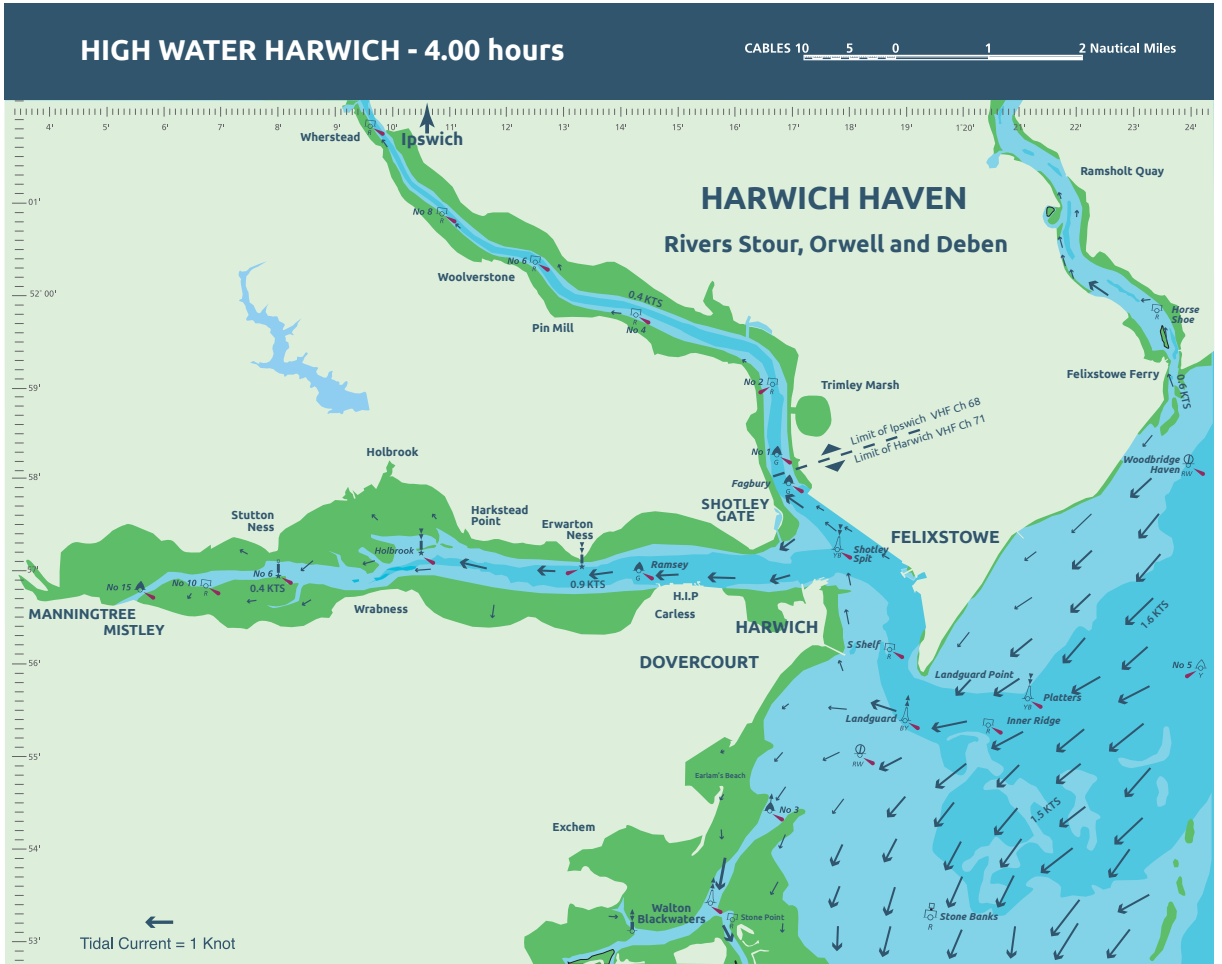 HIGH WATER HARWICH - 4.00 hours
CABLES 10 5 0 1 2 Nautical Miles
4' 5' 6' 7' 8' 9' 10' 11' 12' 13' 14' 15' 16' 17' 18' 19' 1°20' 21' 22' 23' 24'
Wherstead
Ipswich
Ramsholt Quay
HARWICH HAVEN
Rivers Stour, Orwell and Deben
01'
No 8
R
Woolverstone
No 6
R
0.4 KTS
52° 00'
Pin Mill
No 4
R
Horse
Shoe
R
Felixstowe Ferry
0.6 KTS
59'
No 2
R
Trimley Marsh
Limit of Ipswich VHF Ch 68
Limit of Harwich VHF Ch 71
No 1
G
Fagbury
G
Woodbridge
Haven
RW
58'
Holbrook
Stutton
Ness
Harkstead
Point
Erwarton
Ness
SHOTLEY
GATE
FELIXSTOWE
Holbrook
Shotley
Spit
YB
57'
No 15
No 10
R
No 6
0.4 KTS
0.9 KTS
Ramsey
G
MANNINGTREE
MISTLEY
Wrabness
H.I.P
Carless
HARWICH
1.6 KTS
56'
DOVERCOURT
S Shelf
R
Landguard Point
Platters
YB
No 5
Y
Landguard
BY
Inner Ridge
R
55'
RW
Earlam's Beach
No 3
1.5 KTS
Exchem
54'
Walton
Blackwaters
Stone Point
R
Stone Banks
R
53'
Tidal Current = 1 Knot